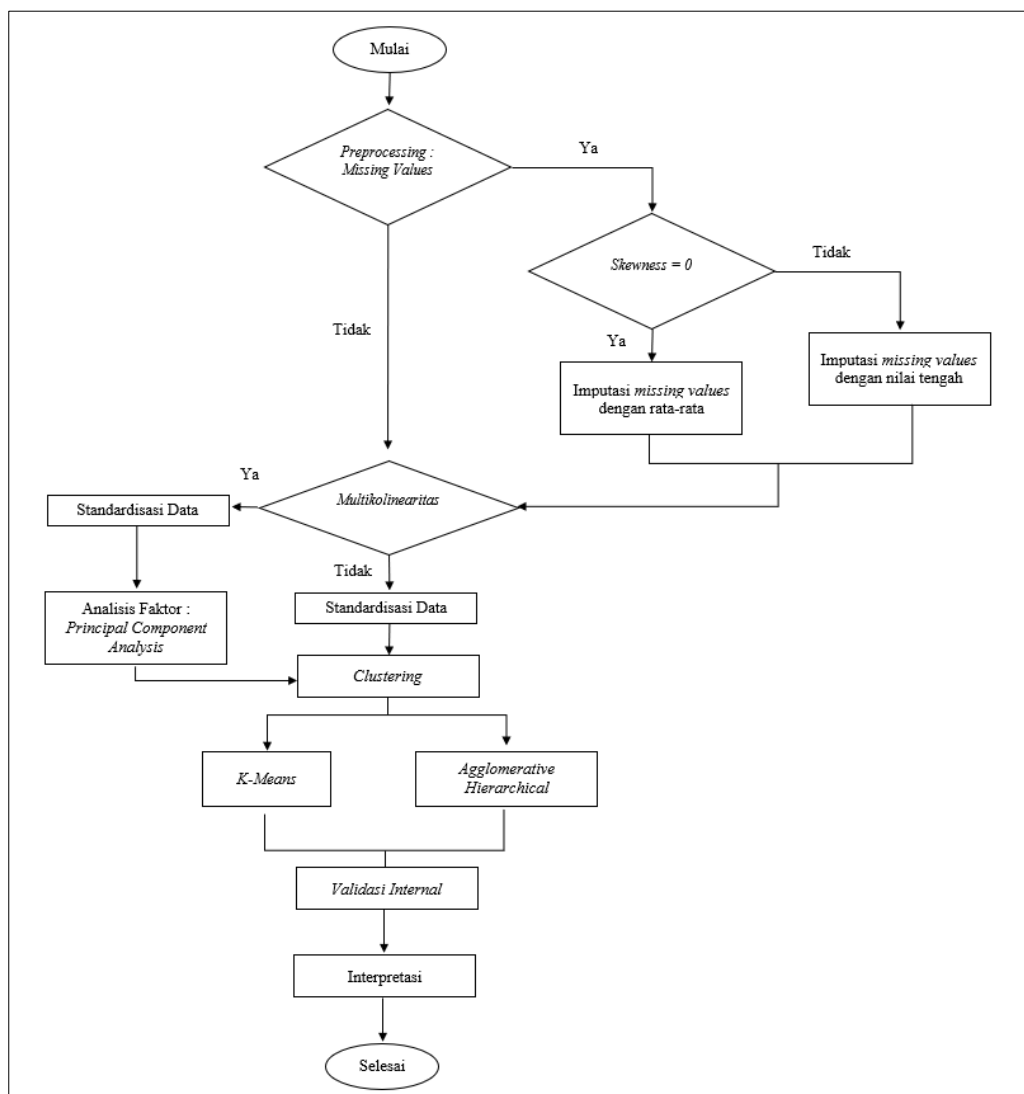 Mulai
Preprocessing :
Missing Values
Ya
Skewness = 0
Tidak
Tidak
Ya
Imputasi missing values
dengan rata-rata
Imputasi missing values
dengan nilai tengah
Ya
Multikolinearitas
Standardisasi Data
Tidak
Analisis Faktor :
Principal Component
Analysis
Standardisasi Data
Clustering
K-Means
Agglomerative
Hierarchical
Validasi Internal
Interpretasi
Selesai